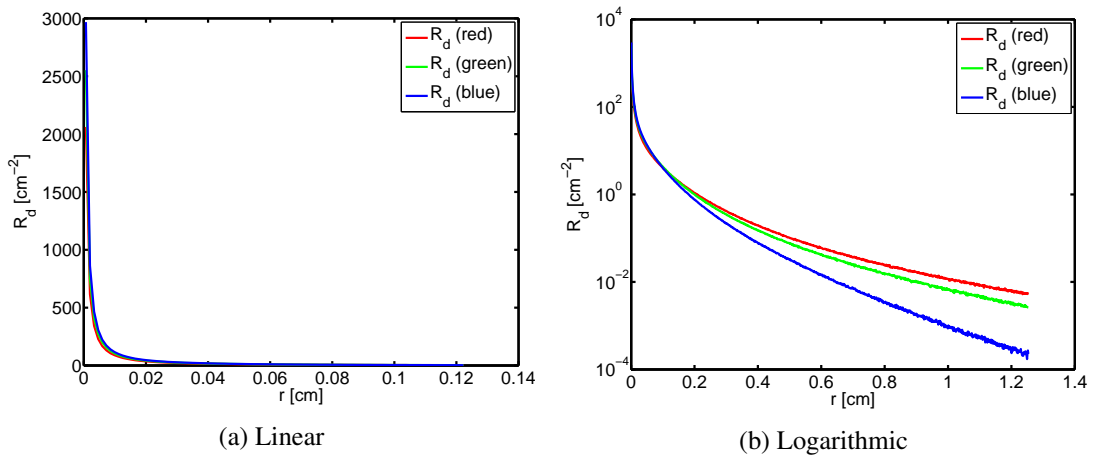 3000
2500
2000
1500
1000
500
0
R_d [cm^−2]
0
0.02
0.04
0.06
0.08
0.1
0.12
0.14
r [cm]
R_d (red)
R_d (green)
R_d (blue)
(a) Linear
10^4
10^2
10^0
10^−2
10^−4
R_d [cm^−2]
0
0.2
0.4
0.6
0.8
1
1.2
1.4
r [cm]
R_d (red)
R_d (green)
R_d (blue)
(b) Logarithmic